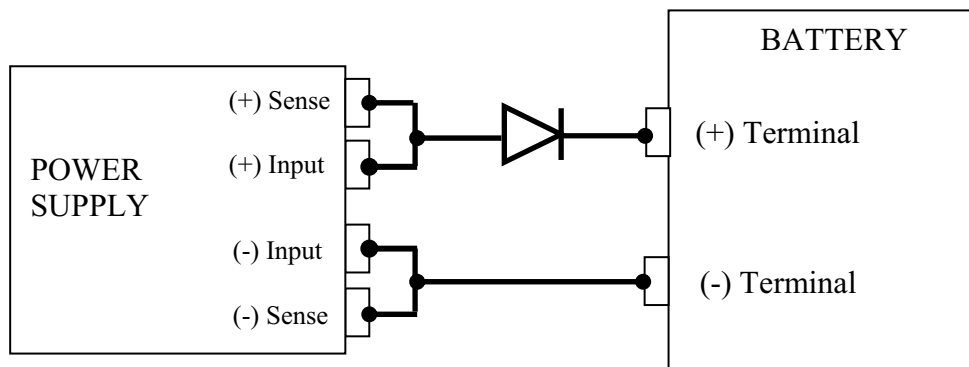 BATTERY
(+) Sense
(+) Terminal
POWER
SUPPLY
(+) Input
(-) Input
(-) Terminal
(-) Sense